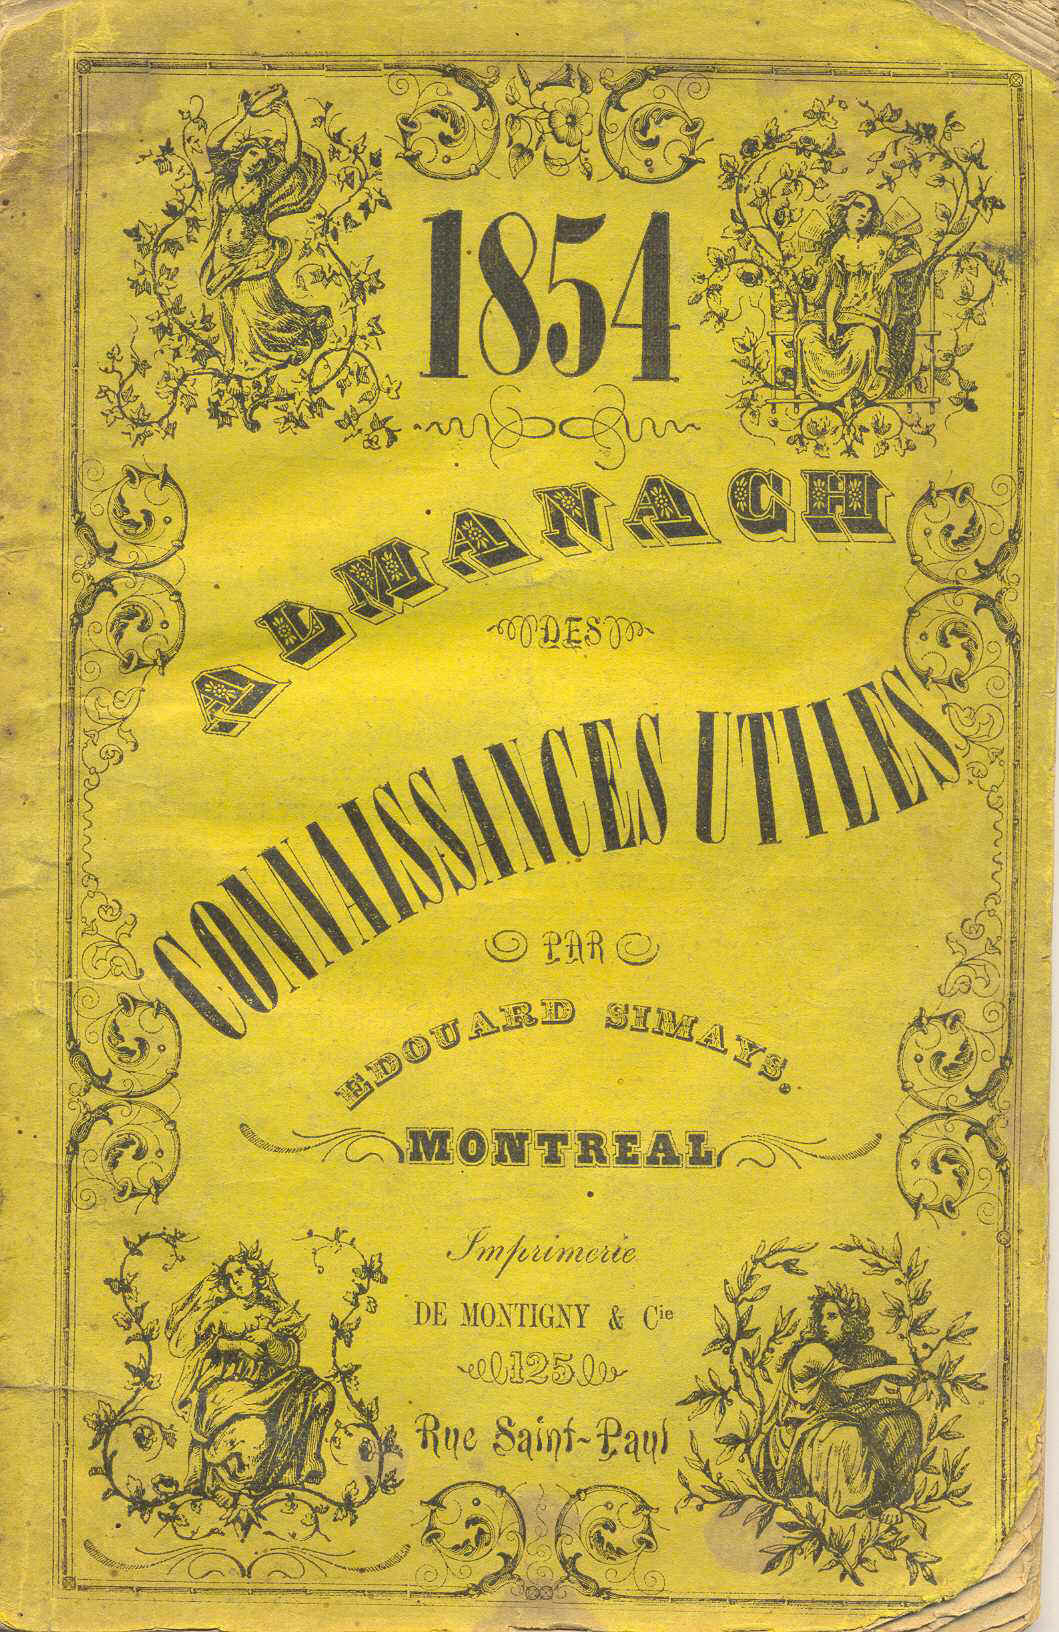 1854
ALMANACH
DES
CONNAISSANCES UTILES
PAR
EDOUARD SIMAYS.
MONTREAL
Imprimerie
DE MONTIGNY & Cie
125
Rue Saint-Paul